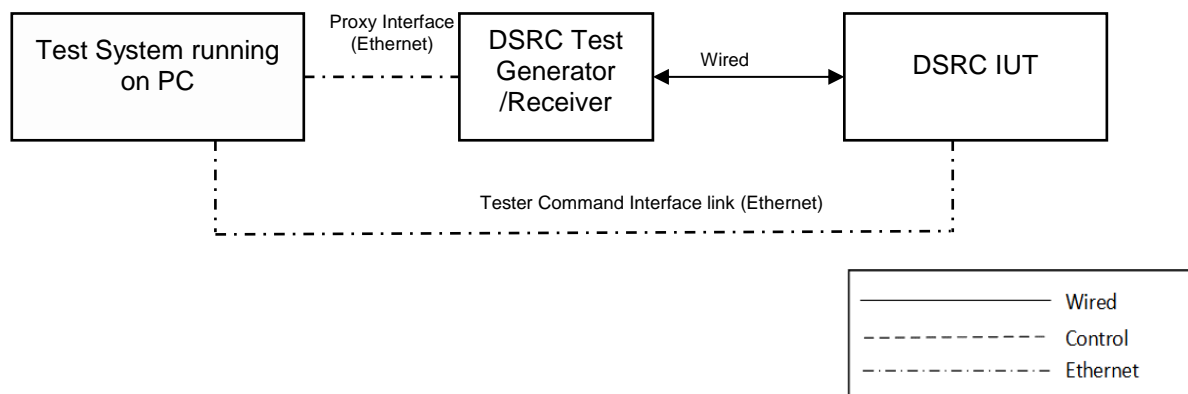 Test System running
on PC
Proxy Interface
(Ethernet)
DSRC Test
Generator
/Receiver
Wired
DSRC IUT
Tester Command Interface link (Ethernet)
Wired
Control
Ethernet